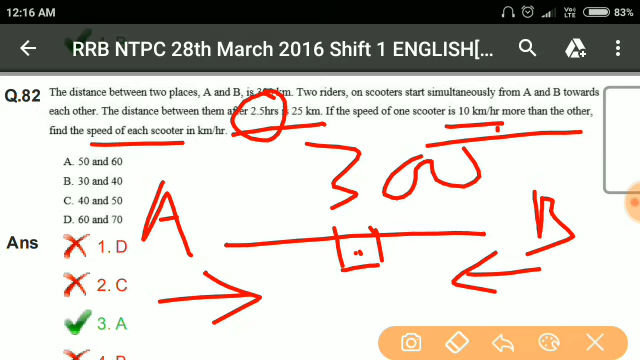 12:16 AM Vo) LTE 83%
RRB NTPC 28th March 2016 Shift 1 ENGLISH[...
Q.82 The distance between two places, A and B, is km. Two riders, on scooters start simultaneously from A and B towards
each other. The distance between them after 2.5hrs is 25 km. If the speed of one scooter is 10 km/hr more than the other,
find the speed of each scooter in km/hr.
300
A. 50 and 60
B. 30 and 40
C. 40 and 50
D. 60 and 70
A B
Ans 1. D
2. C
3. A
4. B